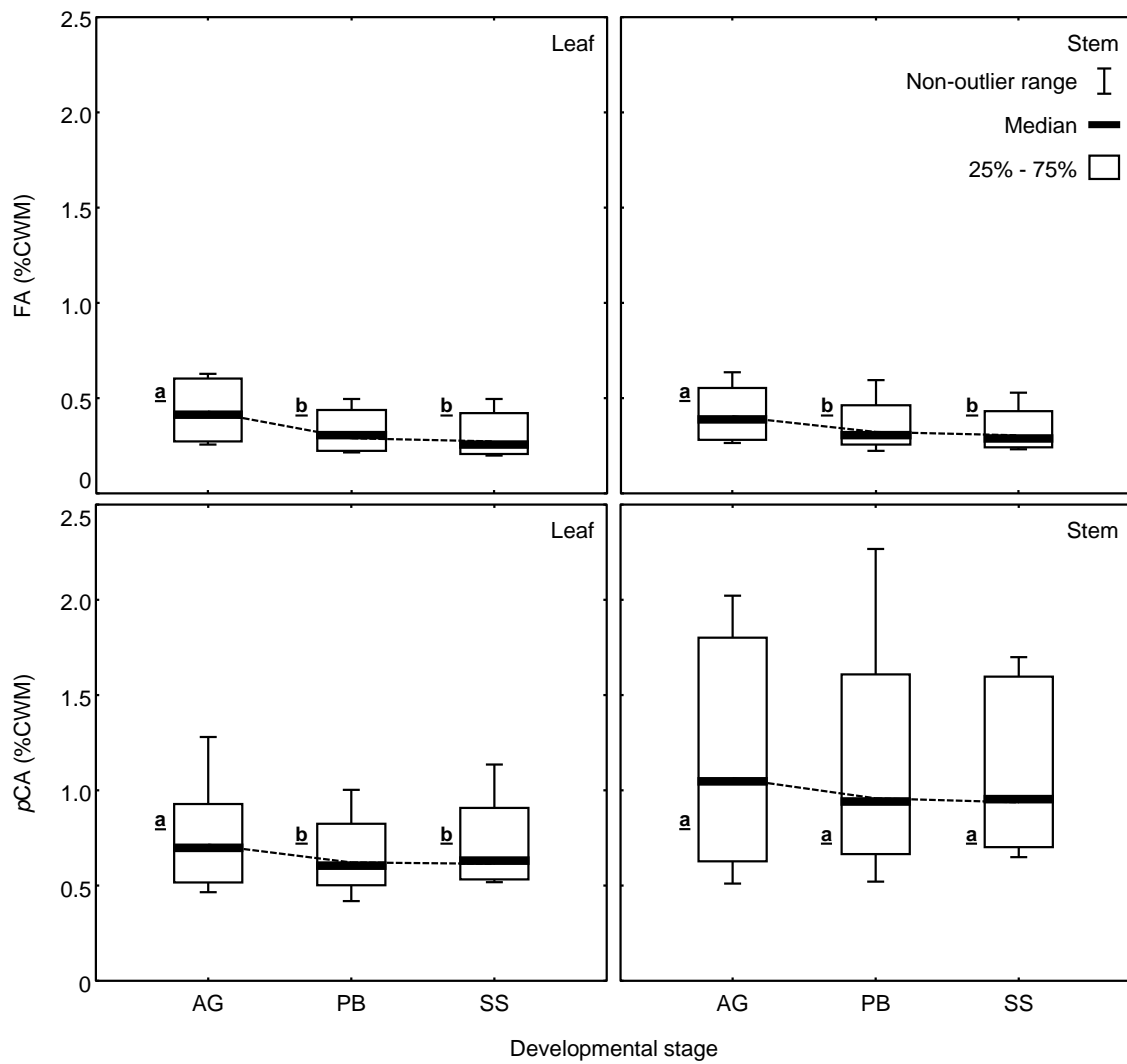 2.5
Leaf
Stem
Non-outlier range
Median
25% - 75%
2.0
1.5
1.0
0.5
0
FA (%CWM)
a
b
b
a
b
b
2.5
Leaf
Stem
2.0
1.5
1.0
0.5
0
pCA (%CWM)
a
b
b
a
a
a
AG
PB
SS
AG
PB
SS
Developmental stage